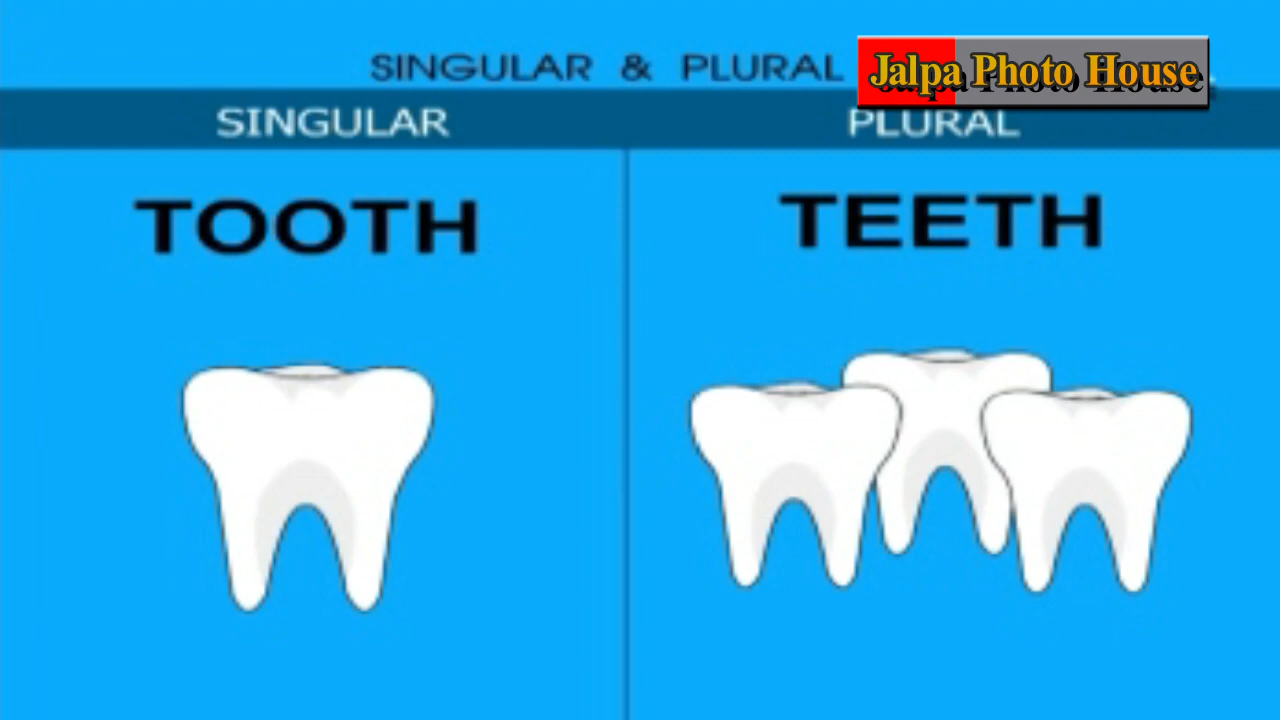 SINGULAR & PLURAL
Jalpa Photo House
SINGULAR
PLURAL
TOOTH
TEETH